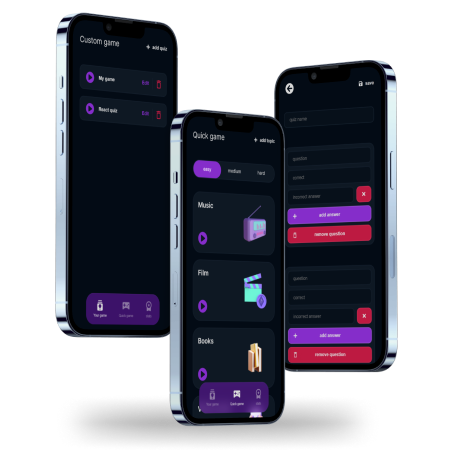 Custom game
+ add quiz
My game
Edit
React quiz
Edit
Your game
Quick game
Quick game
+ add topic
easy
medium
hard
Music
Film
Books
Your game
Quick game
save
add name
question
correct
incorrect answer
x
+ add answer
remove question
question
correct
incorrect answer
x
+ add answer
remove question